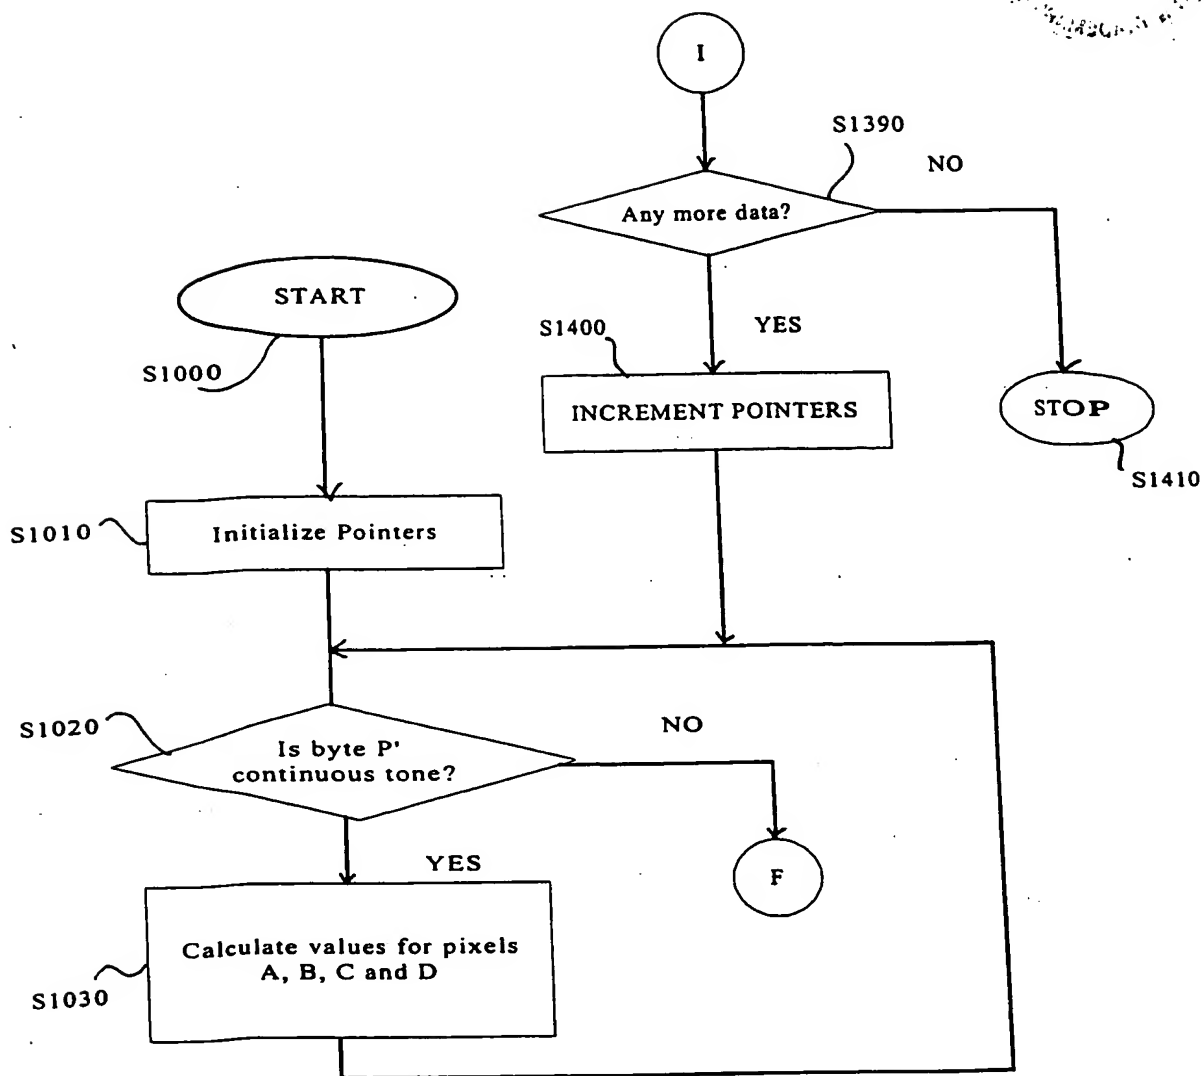 I
S1390
NO
Any more data?
START
S1400
YES
S1000
INCREMENT POINTERS
STOP
S1410
S1010
Initialize Pointers
S1020
NO
Is byte P'
continuous tone?
YES
F
Calculate values for pixels
A, B, C and D
S1030